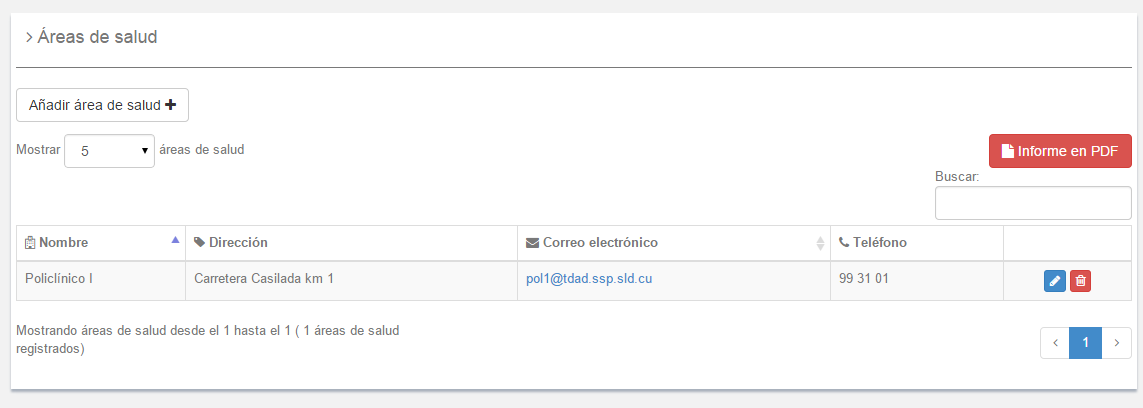 > Áreas de salud
Añadir área de salud +
Mostrar 5 áreas de salud
Informe en PDF
Buscar:
Nombre Dirección Correo electrónico Teléfono
Policlínico I Carretera Casilada km 1 pol1@tdad.ssp.sld.cu 99 31 01
Mostrando áreas de salud desde el 1 hasta el 1 ( 1 áreas de salud
registrados)
< 1 >